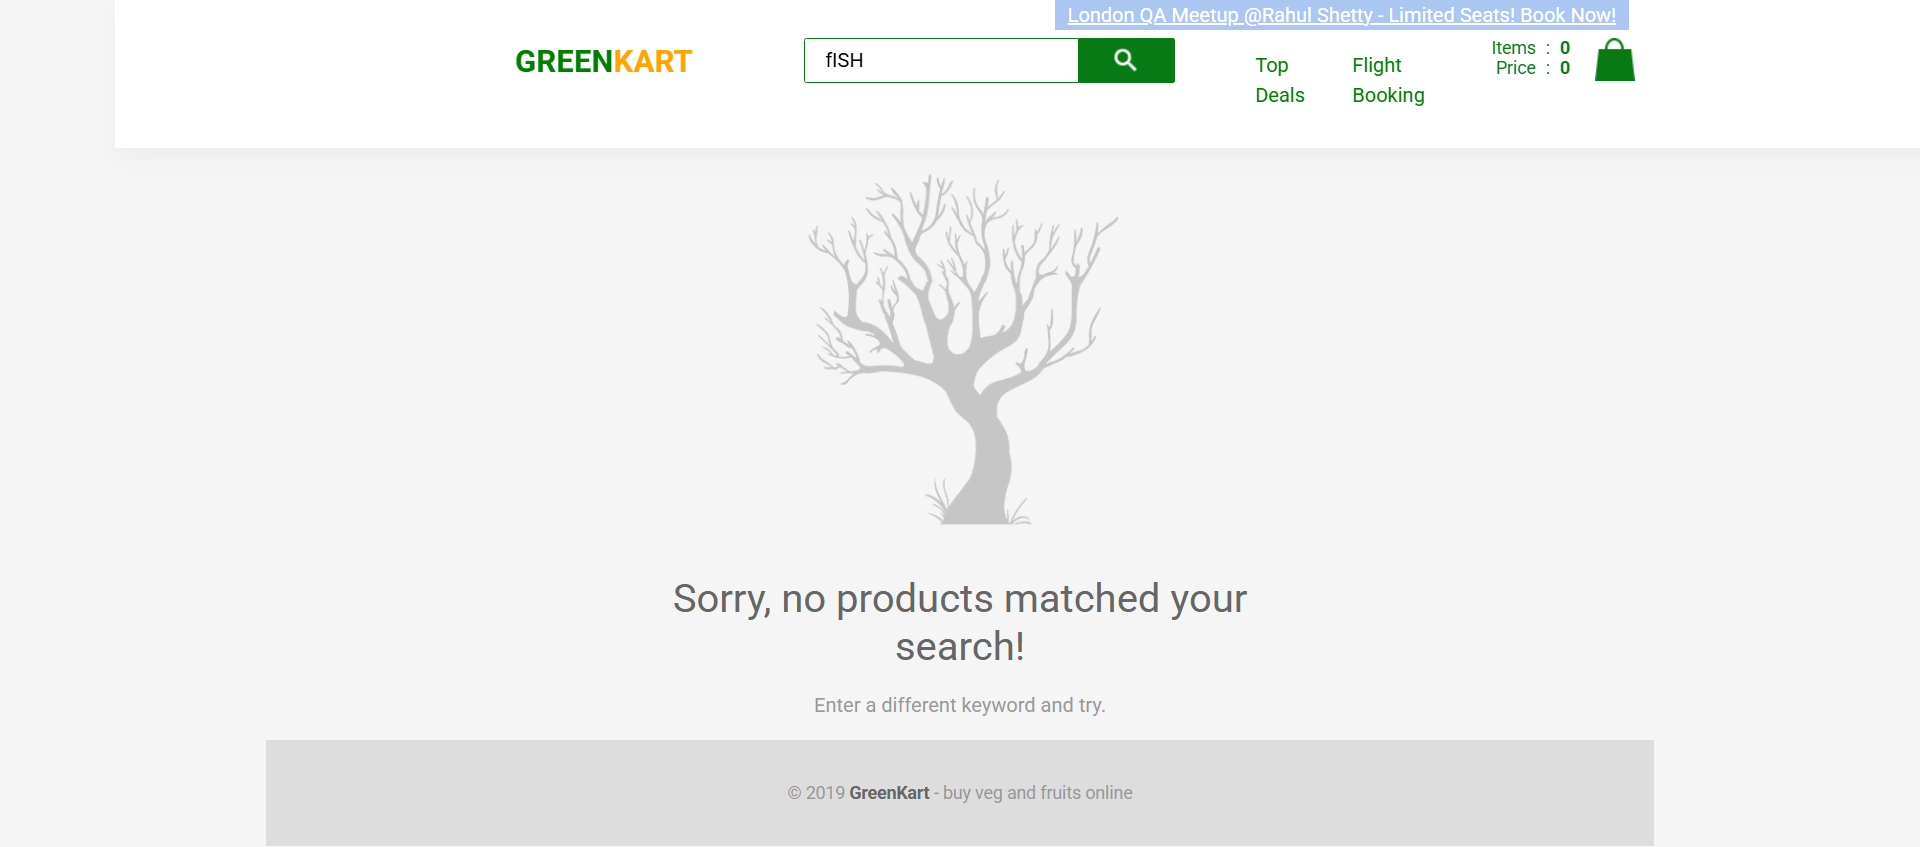 London QA Meetup @Rahul Shetty - Limited Seats! Book Now!
GREENKART
fISH
Top
Deals
Flight
Booking
Items : 0
Price : 0
Sorry, no products matched your
search!
Enter a different keyword and try.
© 2019 GreenKart - buy veg and fruits online